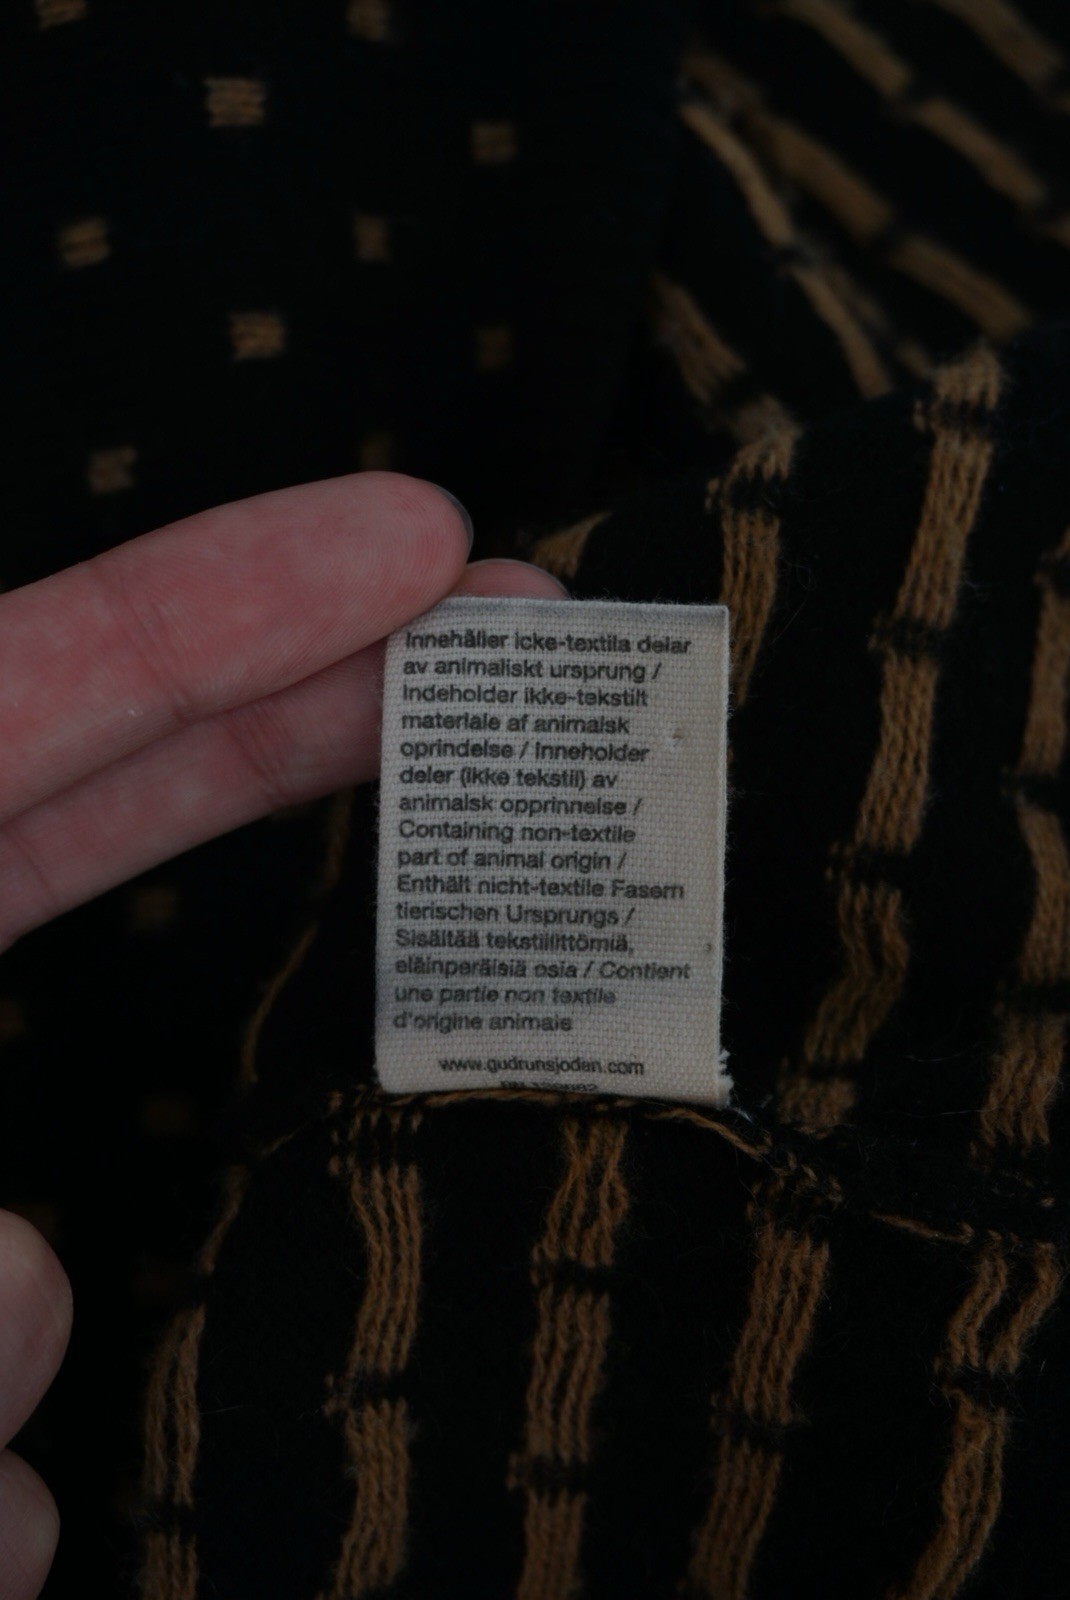 Innehåller icke-textila delar
av animaliskt ursprung /
Indeholder ikke-tekstilt
materiale af animalsk
oprindelse / Inneholder
deler (ikke tekstil) av
animalsk opprinnelse /
Containing non-textile
part of animal origin /
Enthält nicht-textile Fasern
tierischen Ursprungs /
Sisältää tekstiilittömiä,
eläinperäisiä osia / Contient
une partie non textile
d'origine animale
www.gudrunsjoden.com